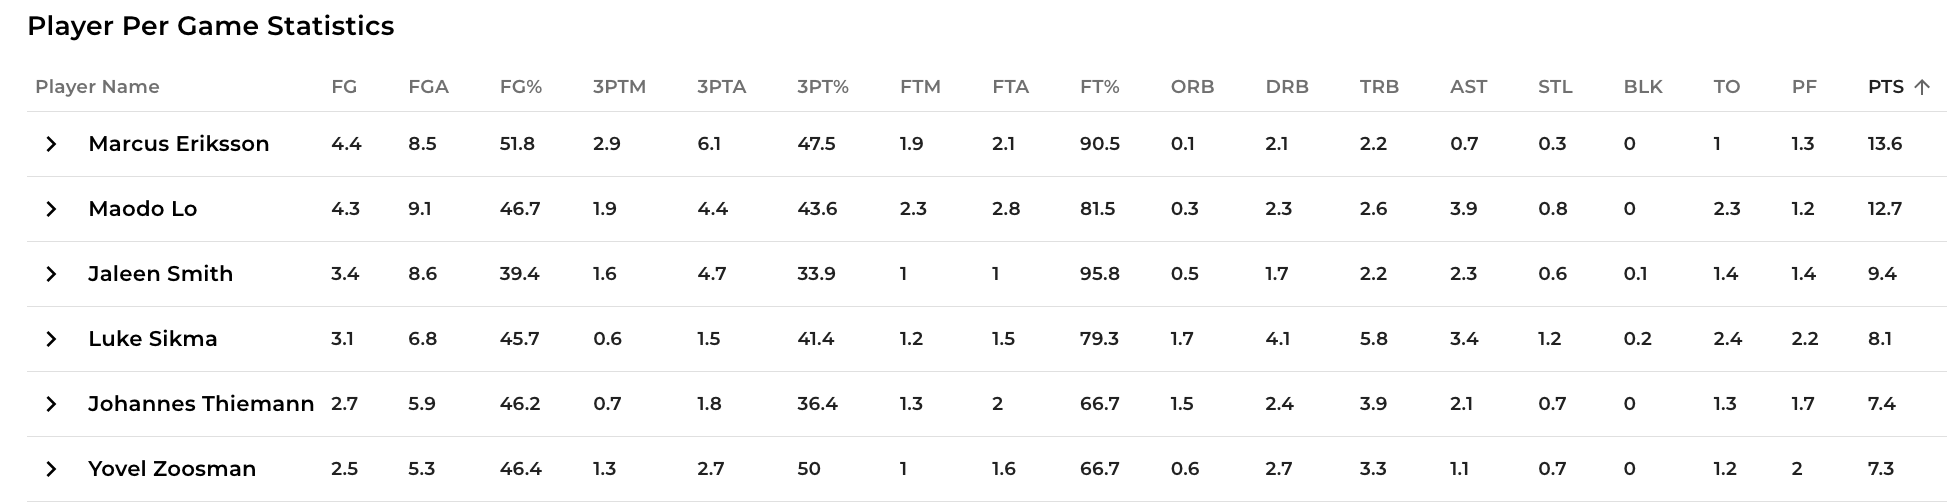 Player Per Game Statistics
Player Name FG FGA FG% 3PTM 3PTA 3PT% FTM FTA FT% ORB DRB TRB AST STL BLK TO PF PTS ↑
Marcus Eriksson 4.4 8.5 51.8 2.9 6.1 47.5 1.9 2.1 90.5 0.1 2.1 2.2 0.7 0.3 0 1 1.3 13.6
Maodo Lo 4.3 9.1 46.7 1.9 4.4 43.6 2.3 2.8 81.5 0.3 2.3 2.6 3.9 0.8 0 2.3 1.2 12.7
Jaleen Smith 3.4 8.6 39.4 1.6 4.7 33.9 1 1 95.8 0.5 1.7 2.2 2.3 0.6 0.1 1.4 1.4 9.4
Luke Sikma 3.1 6.8 45.7 0.6 1.5 41.4 1.2 1.5 79.3 1.7 4.1 5.8 3.4 1.2 0.2 2.4 2.2 8.1
Johannes Thiemann 2.7 5.9 46.2 0.7 1.8 36.4 1.3 2 66.7 1.5 2.4 3.9 2.1 0.7 0 1.3 1.7 7.4
Yovel Zoosman 2.5 5.3 46.4 1.3 2.7 50 1 1.6 66.7 0.6 2.7 3.3 1.1 0.7 0 1.2 2 7.3